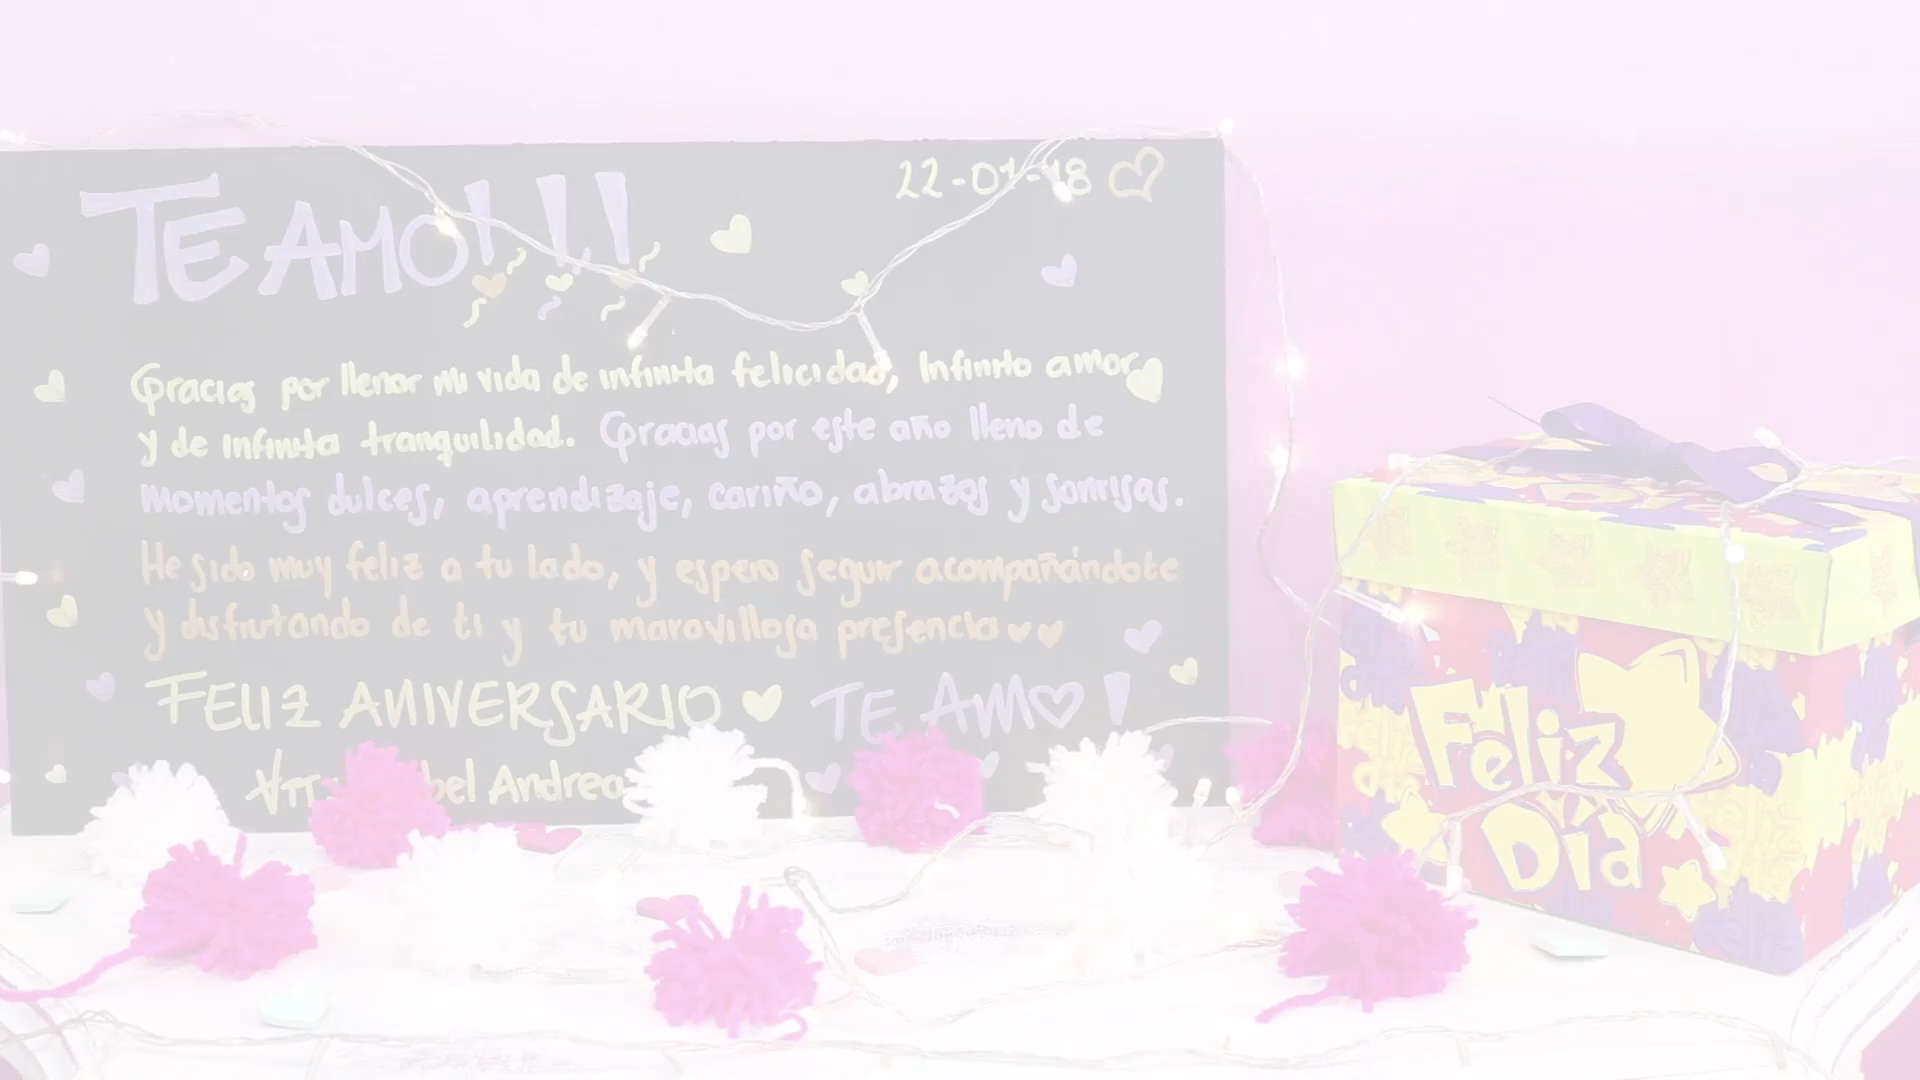 TE AMO!!!
22-01-18
Gracias por llenar mi vida de infinita felicidad, Infinito amor
y de infinita tranquilidad. Gracias por este año lleno de
momentos dulces, aprendizaje, cariño, abrazos y sonrisas.
He sido muy feliz a tu lado, y espero seguir acompañándote
y disfrutando de ti y tu maravillosa presencia
FELIZ ANIVERSARIO TE AMO!
ATT Andrea
Feliz
Día